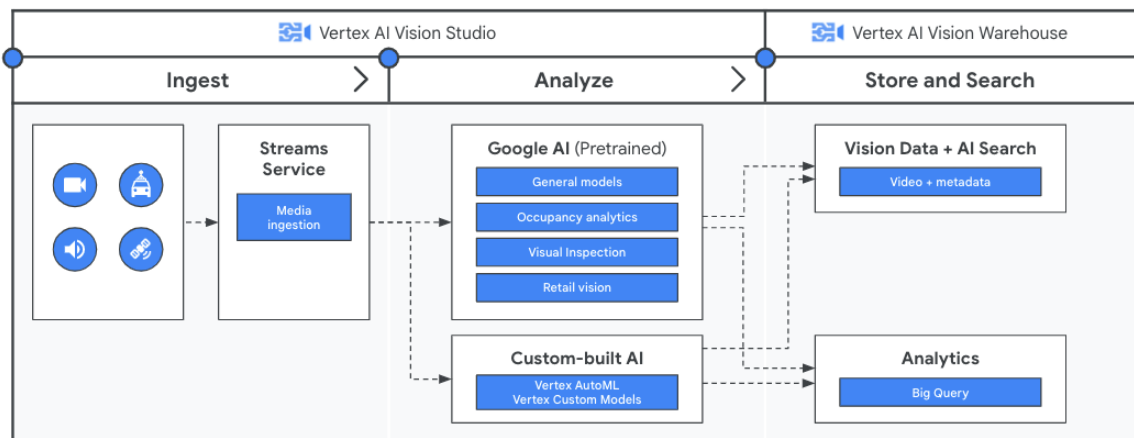 Vertex AI Vision Studio
Vertex AI Vision Warehouse
Ingest
Analyze
Store and Search
Streams
Service
Media
ingestion
Google AI (Pretrained)
General models
Occupancy analytics
Visual Inspection
Retail vision
Custom-built AI
Vertex AutoML
Vertex Custom Models
Vision Data + AI Search
Video + metadata
Analytics
Big Query